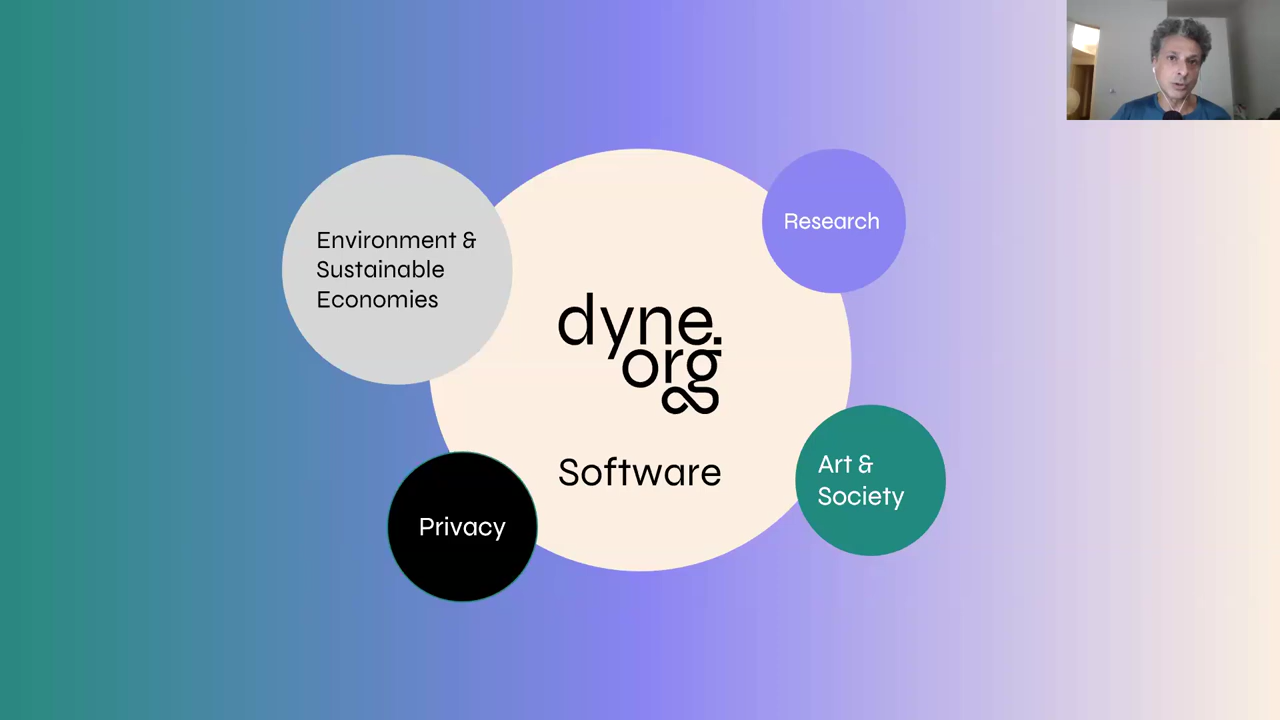 Environment &
Sustainable
Economies
Research
dyne.
org
Software
Art &
Society
Privacy